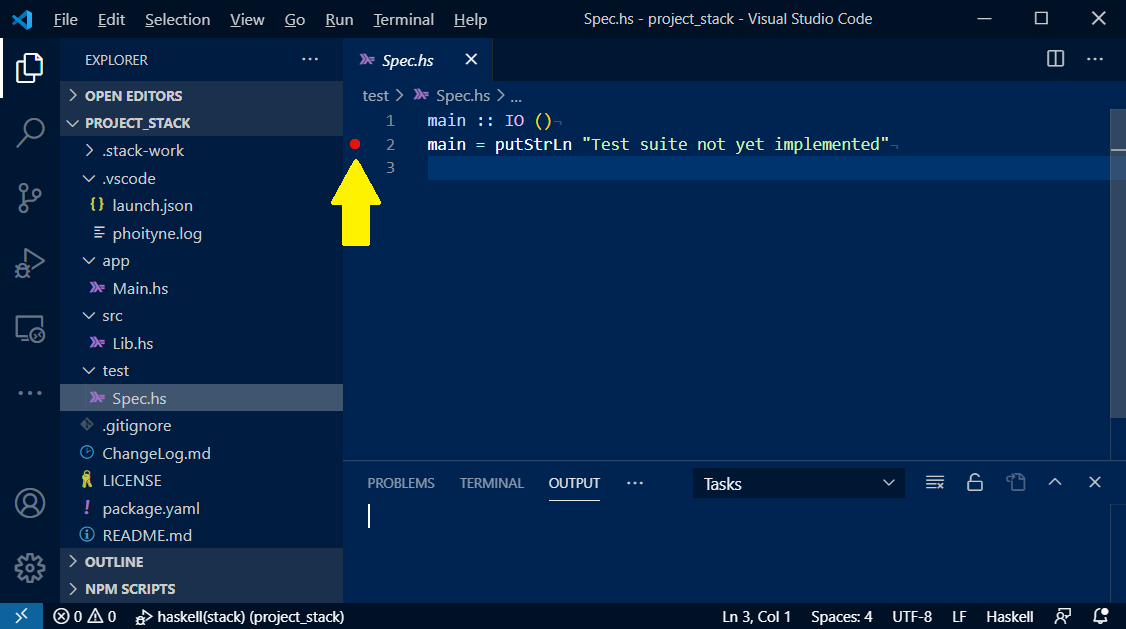 File Edit Selection View Go Run Terminal Help Spec.hs - project_stack - Visual Studio Code
EXPLORER
Spec.hs
OPEN EDITORS
PROJECT_STACK
.stack-work
.vscode
launch.json
phoityne.log
app
Main.hs
src
Lib.hs
test
Spec.hs
.gitignore
ChangeLog.md
LICENSE
package.yaml
README.md
OUTLINE
NPM SCRIPTS
test > Spec.hs > ...
1 main :: IO ()
2 main = putStrLn "Test suite not yet implemented"
3
PROBLEMS TERMINAL OUTPUT Tasks
0 0 haskell(stack) (project_stack) Ln 3, Col 1 Spaces: 4 UTF-8 LF Haskell